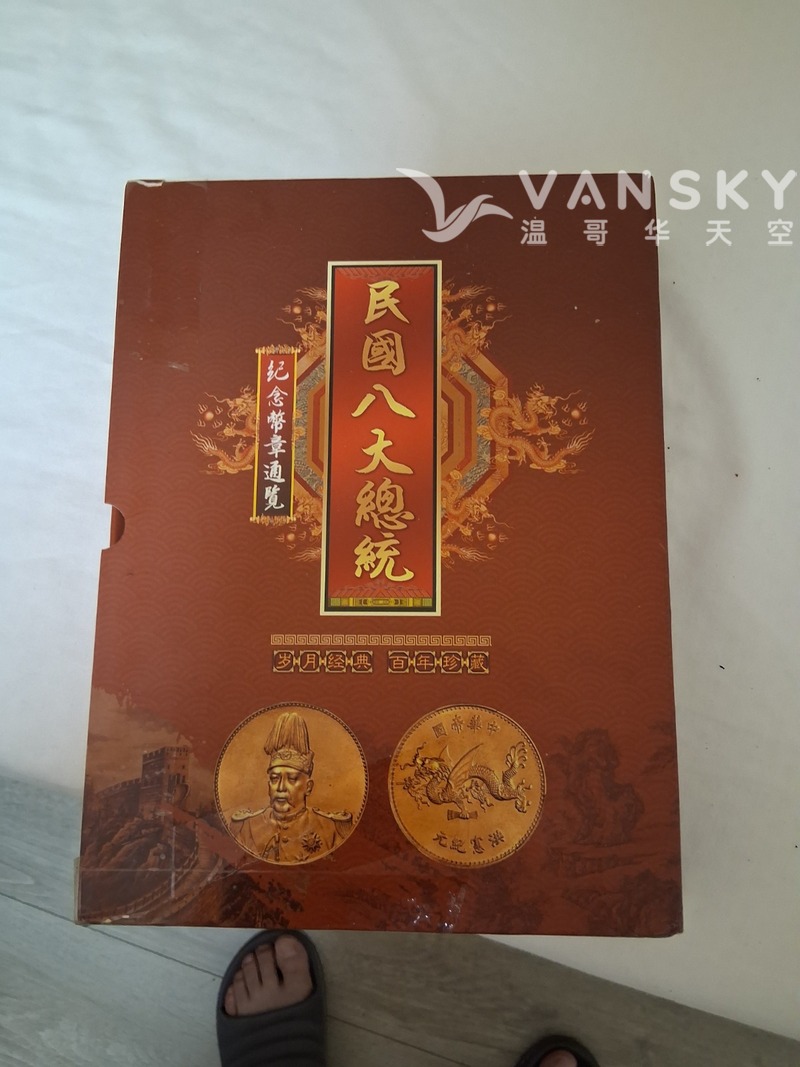 VANSKY
温哥华天空
民國八大總統
纪念幣章通覽
岁月经典 百年珍藏
中華帝國
洪憲紀元